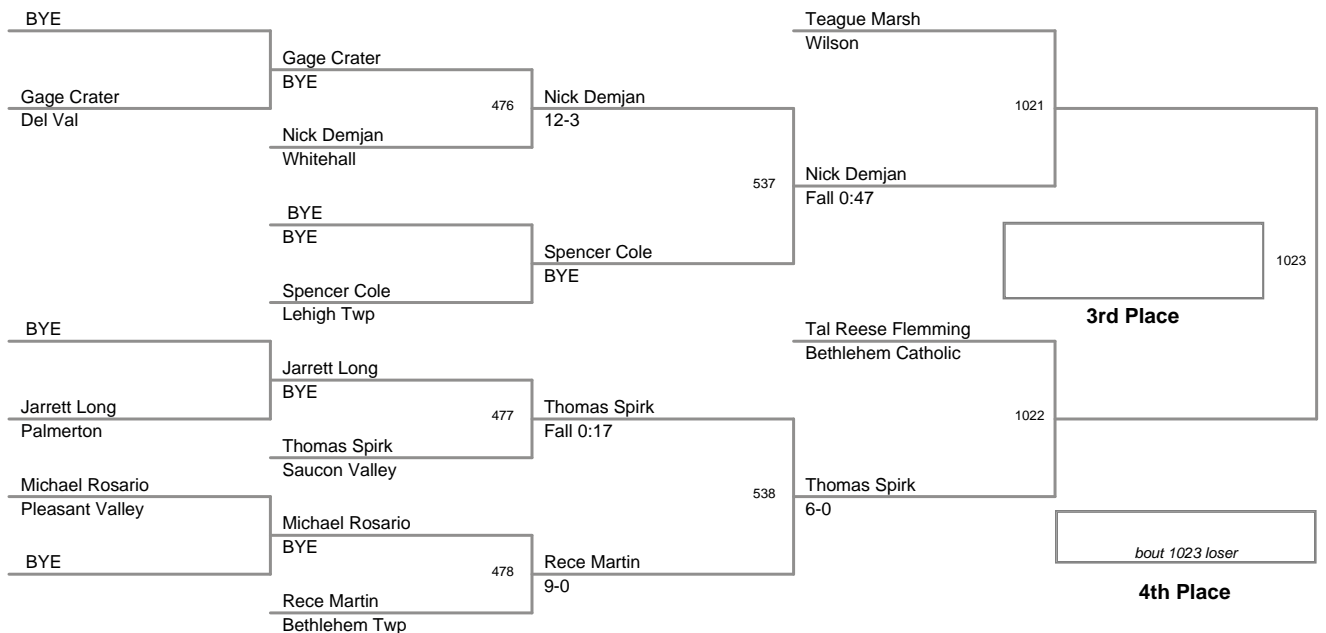 BYE
Gage Crater
Del Val
Gage Crater
BYE
476
Nick Demjan
Whitehall
Nick Demjan
12-3
BYE
BYE
Spencer Cole
Lehigh Twp
Spencer Cole
BYE
537
Nick Demjan
Fall 0:47
Teague Marsh
Wilson
1021
1023
3rd Place
BYE
Jarrett Long
Palmerton
Jarrett Long
BYE
477
Thomas Spirk
Saucon Valley
Thomas Spirk
Fall 0:17
Michael Rosario
Pleasant Valley
BYE
Michael Rosario
BYE
478
Rece Martin
Bethlehem Twp
Rece Martin
9-0
538
Thomas Spirk
6-0
Tal Reese Flemming
Bethlehem Catholic
1022
bout 1023 loser
4th Place